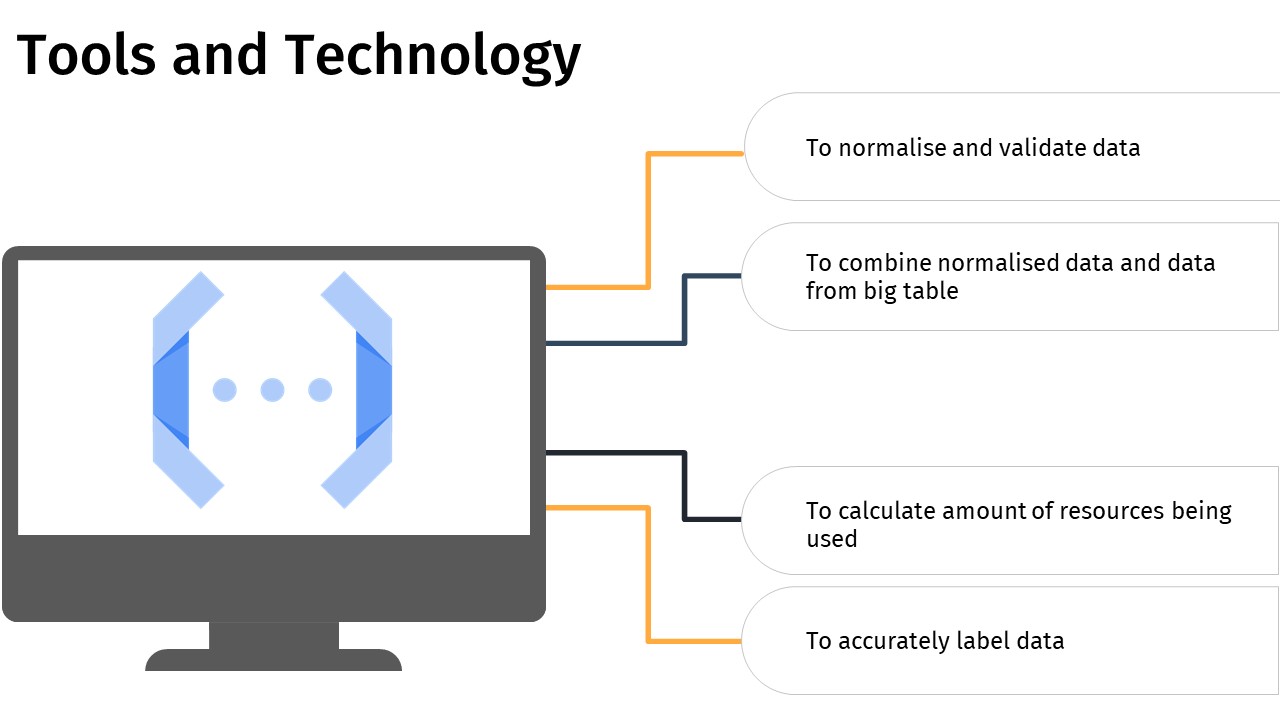 Tools and Technology
To normalise and validate data
To combine normalised data and data
from big table
To calculate amount of resources being
used
To accurately label data